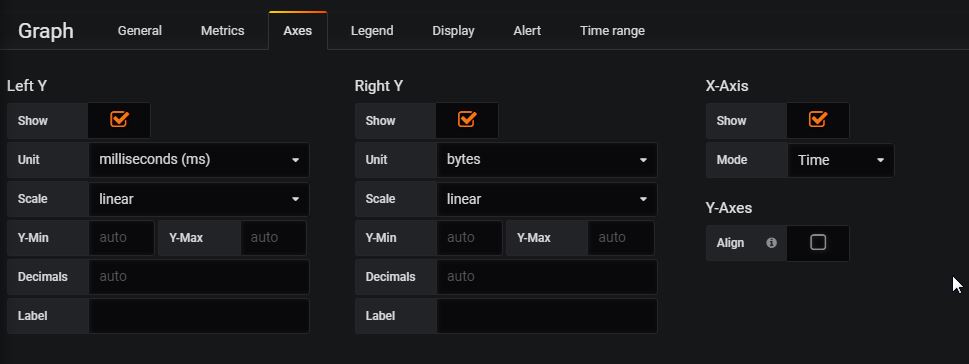 Graph General Metrics Axes Legend Display Alert Time range
Left Y
Show
Unit milliseconds (ms)
Scale linear
Y-Min auto Y-Max auto
Decimals auto
Label
Right Y
Show
Unit bytes
Scale linear
Y-Min auto Y-Max auto
Decimals auto
Label
X-Axis
Show
Mode Time
Y-Axes
Align